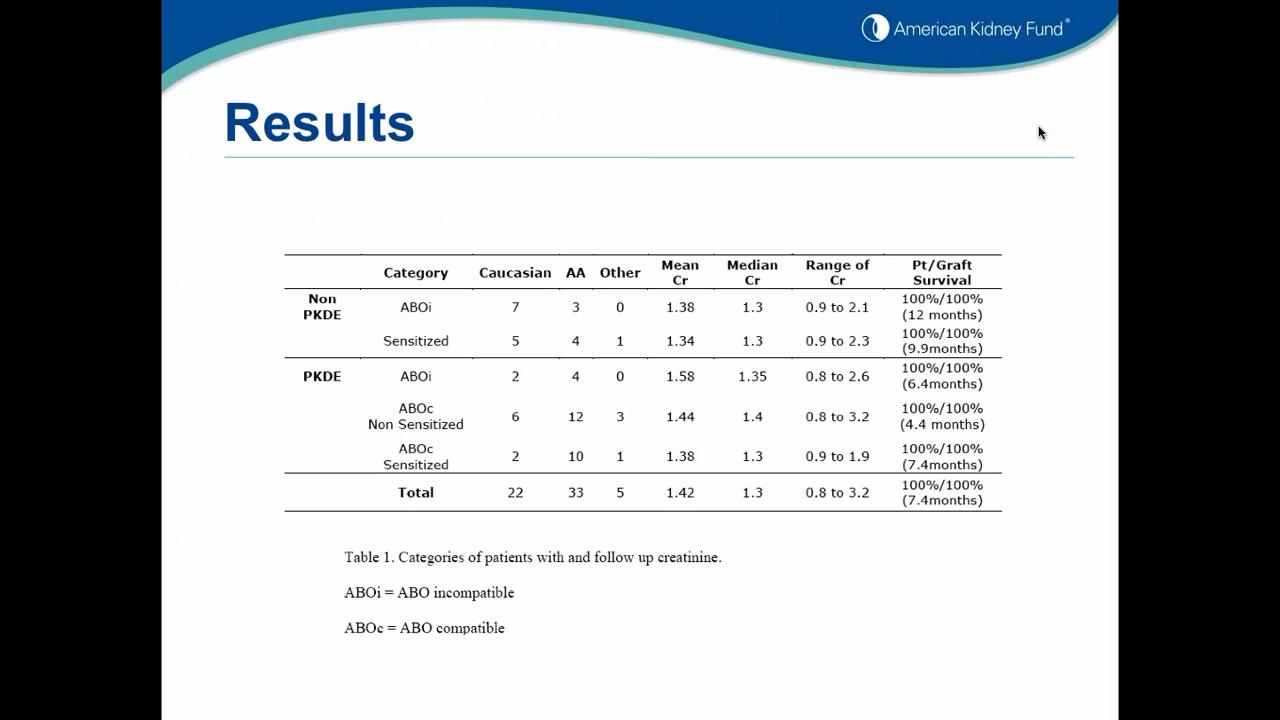 American Kidney Fund®
Results
Category Caucasian AA Other Mean Cr Median Cr Range of Cr Pt/Graft Survival
Non PKDE ABOi 7 3 0 1.38 1.3 0.9 to 2.1 100%/100% (12 months)
Sensitized 5 4 1 1.34 1.3 0.9 to 2.3 100%/100% (9.9months)
PKDE ABOi 2 4 0 1.58 1.35 0.8 to 2.6 100%/100% (6.4months)
ABOc Non Sensitized 6 12 3 1.44 1.4 0.8 to 3.2 100%/100% (4.4 months)
ABOc Sensitized 2 10 1 1.38 1.3 0.9 to 1.9 100%/100% (7.4months)
Total 22 33 5 1.42 1.3 0.8 to 3.2 100%/100% (7.4months)
Table 1. Categories of patients with and follow up creatinine.
ABOi = ABO incompatible
ABOc = ABO compatible